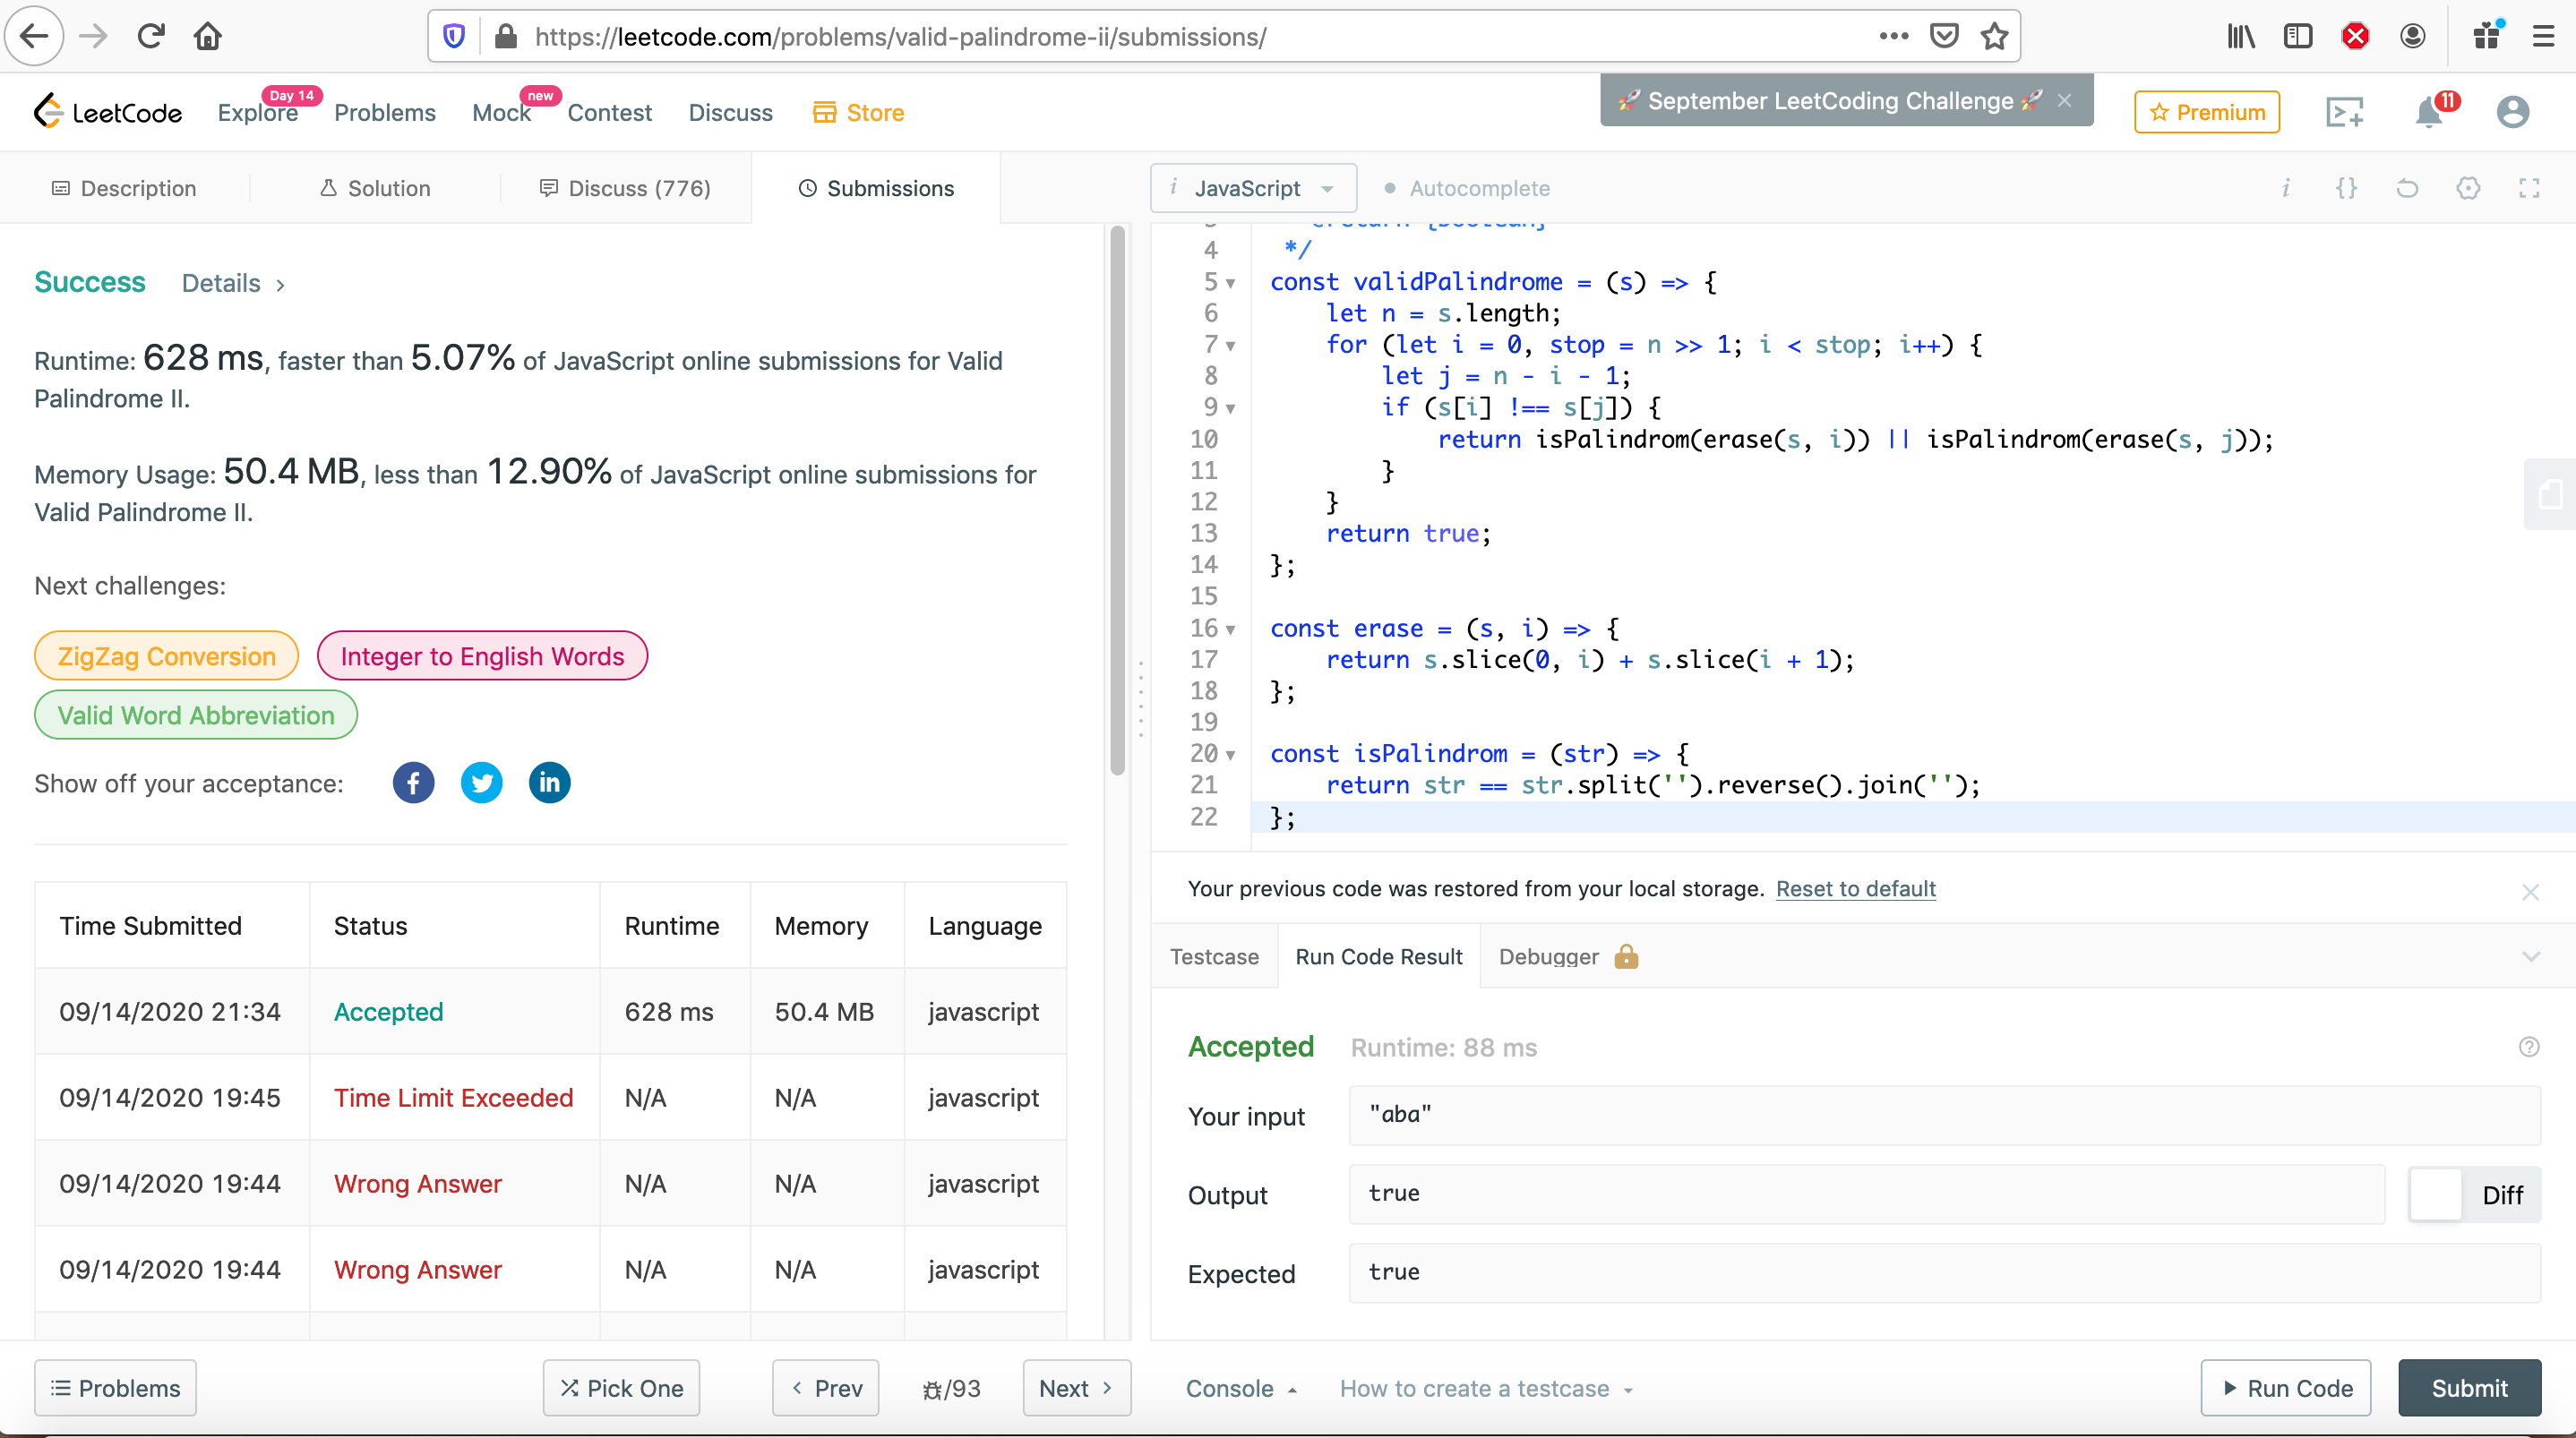 https://leetcode.com/problems/valid-palindrome-ii/submissions/
LeetCode Explore Day 14 Problems Mock new Contest Discuss Store
🚀 September LeetCoding Challenge 🚀 ×
Premium
11
Description
Solution
Discuss (776)
Submissions
i JavaScript
Autocomplete
Success Details >
Runtime: 628 ms, faster than 5.07% of JavaScript online submissions for Valid
Palindrome II.
Memory Usage: 50.4 MB, less than 12.90% of JavaScript online submissions for
Valid Palindrome II.
Next challenges:
ZigZag Conversion
Integer to English Words
Valid Word Abbreviation
Show off your acceptance:
Time Submitted Status Runtime Memory Language
09/14/2020 21:34 Accepted 628 ms 50.4 MB javascript
09/14/2020 19:45 Time Limit Exceeded N/A N/A javascript
09/14/2020 19:44 Wrong Answer N/A N/A javascript
09/14/2020 19:44 Wrong Answer N/A N/A javascript
Problems
Pick One
< Prev
/93
Next >
4 */
5 const validPalindrome = (s) => {
6 let n = s.length;
7 for (let i = 0, stop = n >> 1; i < stop; i++) {
8 let j = n - i - 1;
9 if (s[i] !== s[j]) {
10 return isPalindrom(erase(s, i)) || isPalindrom(erase(s, j));
11 }
12 }
13 return true;
14 };
15
16 const erase = (s, i) => {
17 return s.slice(0, i) + s.slice(i + 1);
18 };
19
20 const isPalindrom = (str) => {
21 return str == str.split('').reverse().join('');
22 };
Your previous code was restored from your local storage. Reset to default
Testcase
Run Code Result
Debugger
Accepted Runtime: 88 ms
Your input "aba"
Output true
Diff
Expected true
Console
How to create a testcase
Run Code
Submit